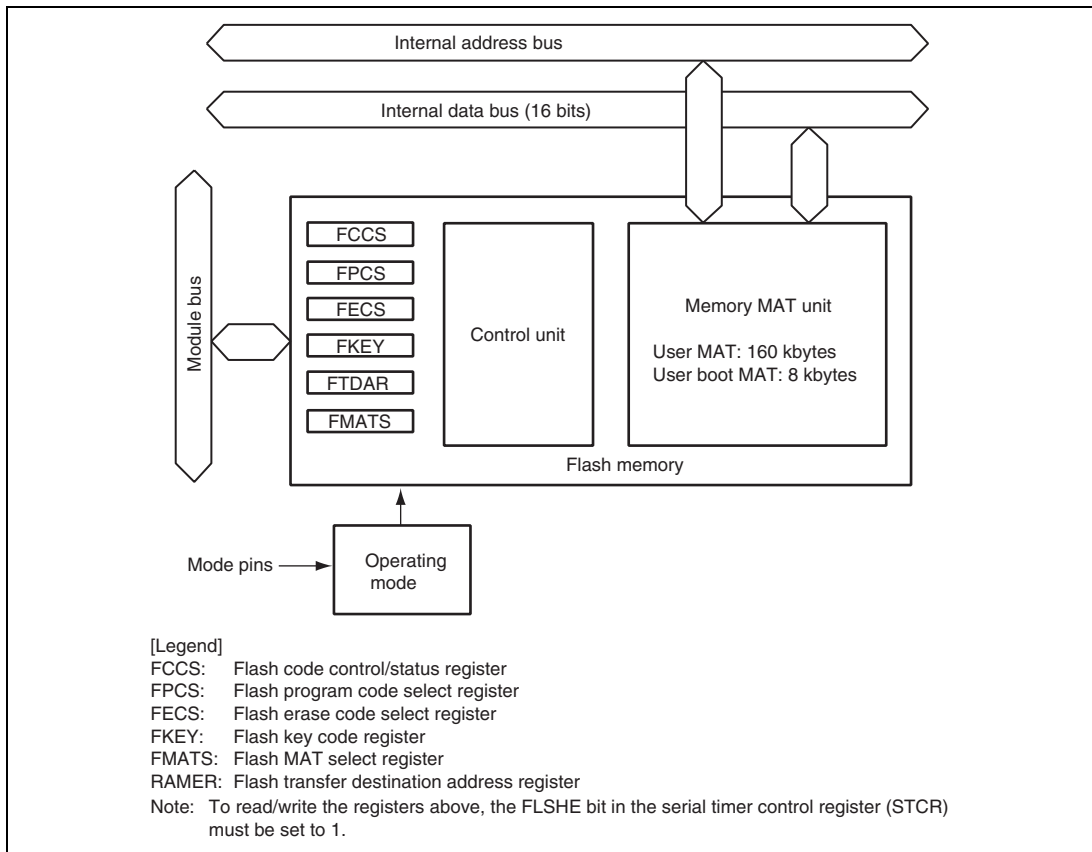 Internal address bus
Internal data bus (16 bits)
Module bus
FCCS
FPCS
FECS
FKEY
FTDAR
FMATS
Control unit
Memory MAT unit
User MAT: 160 kbytes
User boot MAT: 8 kbytes
Flash memory
Mode pins
Operating
mode
[Legend]
FCCS: Flash code control/status register
FPCS: Flash program code select register
FECS: Flash erase code select register
FKEY: Flash key code register
FMATS: Flash MAT select register
RAMER: Flash transfer destination address register
Note: To read/write the registers above, the FLSHE bit in the serial timer control register (STCR)
must be set to 1.